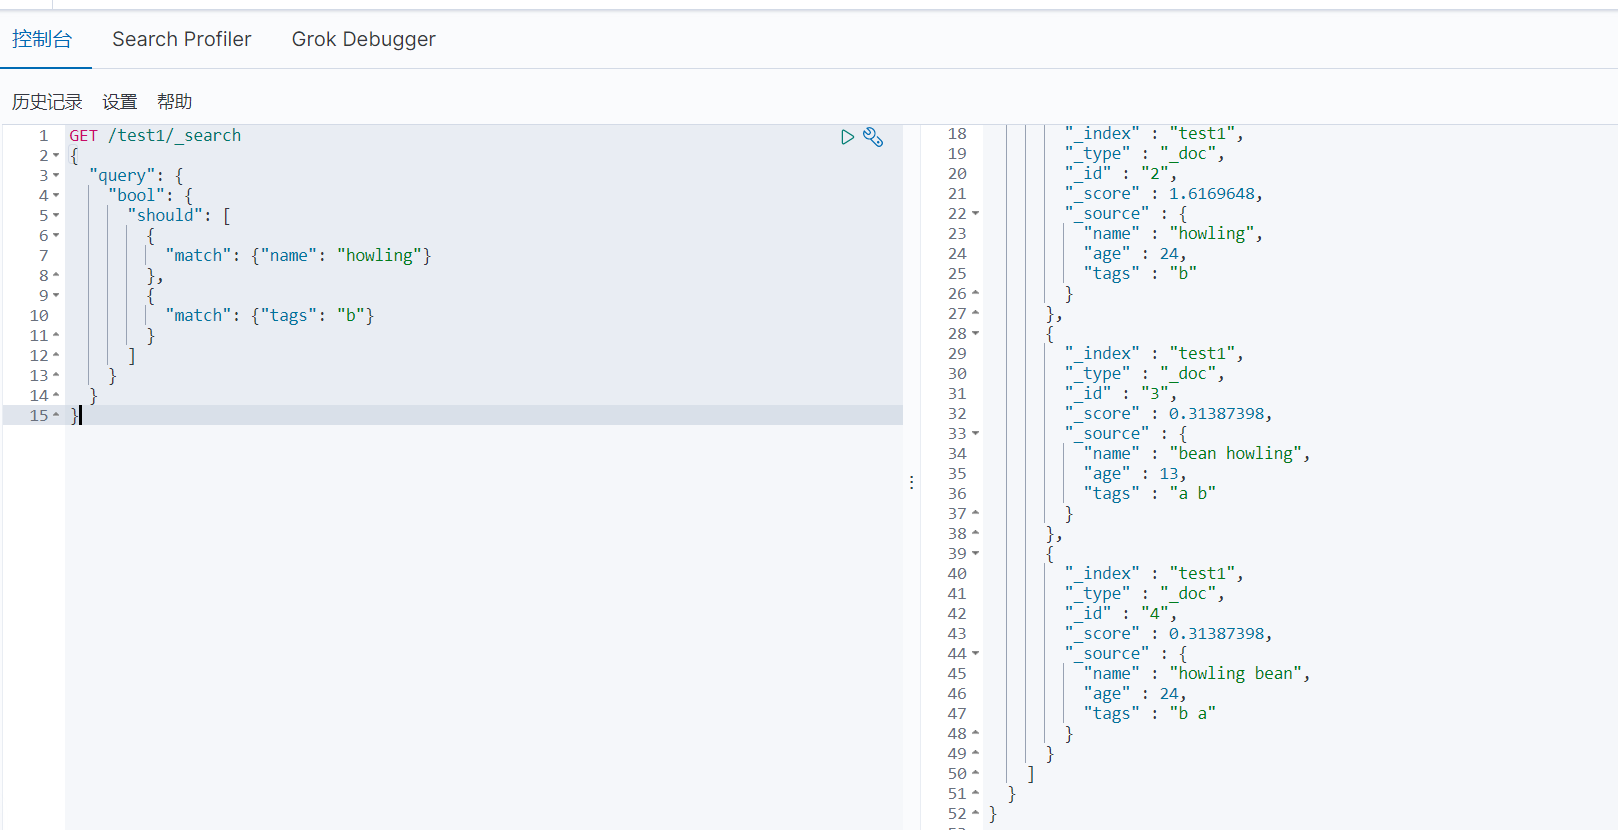 控制台 Search Profiler Grok Debugger
历史记录 设置 帮助
1 GET /test1/_search
2 {
3 "query": {
4 "bool": {
5 "should": [
6 {
7 "match": {"name": "howling"}
8 },
9 {
10 "match": {"tags": "b"}
11 }
12 ]
13 }
14 }
15 }
18 "_index" : "test1",
19 "_type" : "_doc",
20 "_id" : "2",
21 "_score" : 1.6169648,
22 "_source" : {
23 "name" : "howling",
24 "age" : 24,
25 "tags" : "b"
26 }
27 },
28 {
29 "_index" : "test1",
30 "_type" : "_doc",
31 "_id" : "3",
32 "_score" : 0.31387398,
33 "_source" : {
34 "name" : "bean howling",
35 "age" : 13,
36 "tags" : "a b"
37 }
38 },
39 {
40 "_index" : "test1",
41 "_type" : "_doc",
42 "_id" : "4",
43 "_score" : 0.31387398,
44 "_source" : {
45 "name" : "howling bean",
46 "age" : 24,
47 "tags" : "b a"
48 }
49 }
50 ]
51 }
52 }